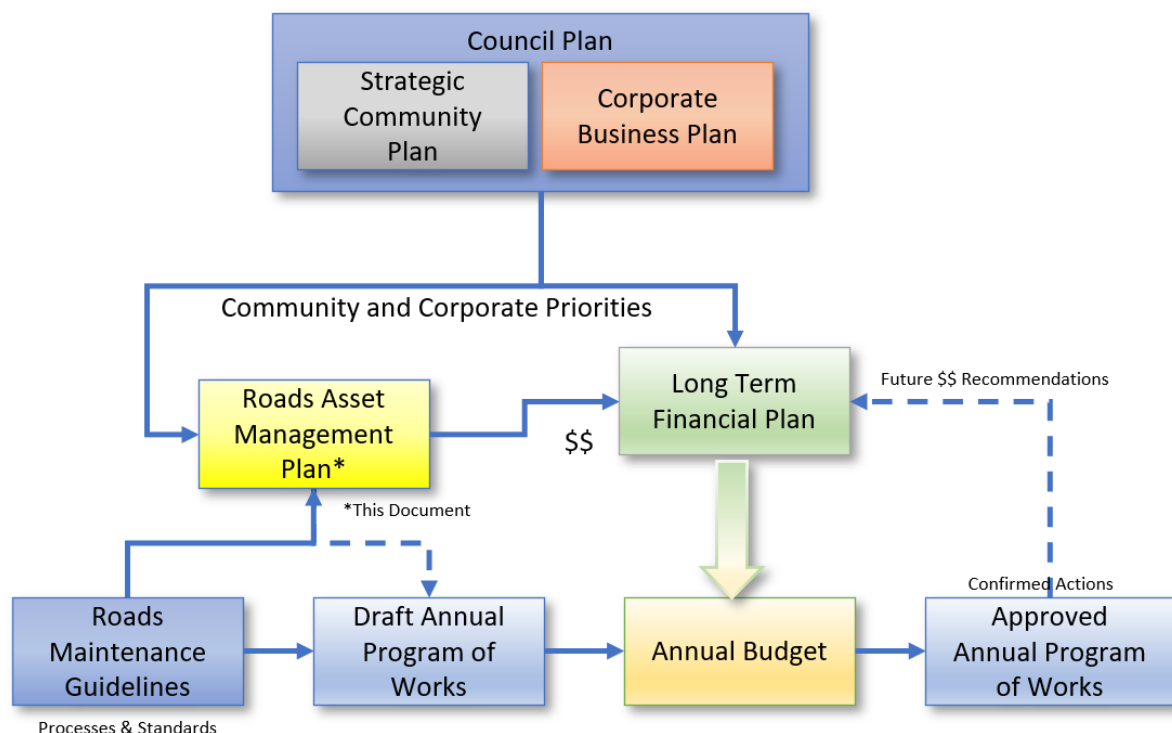 Council Plan
Strategic
Community
Plan
Corporate
Business Plan
Community and Corporate Priorities
Roads Asset
Management
Plan*
$$
Long Term
Financial Plan
Future $$ Recommendations
*This Document
Roads
Maintenance
Guidelines
Processes & Standards
Draft Annual
Program of
Works
Annual Budget
Confirmed Actions
Approved
Annual Program
of Works